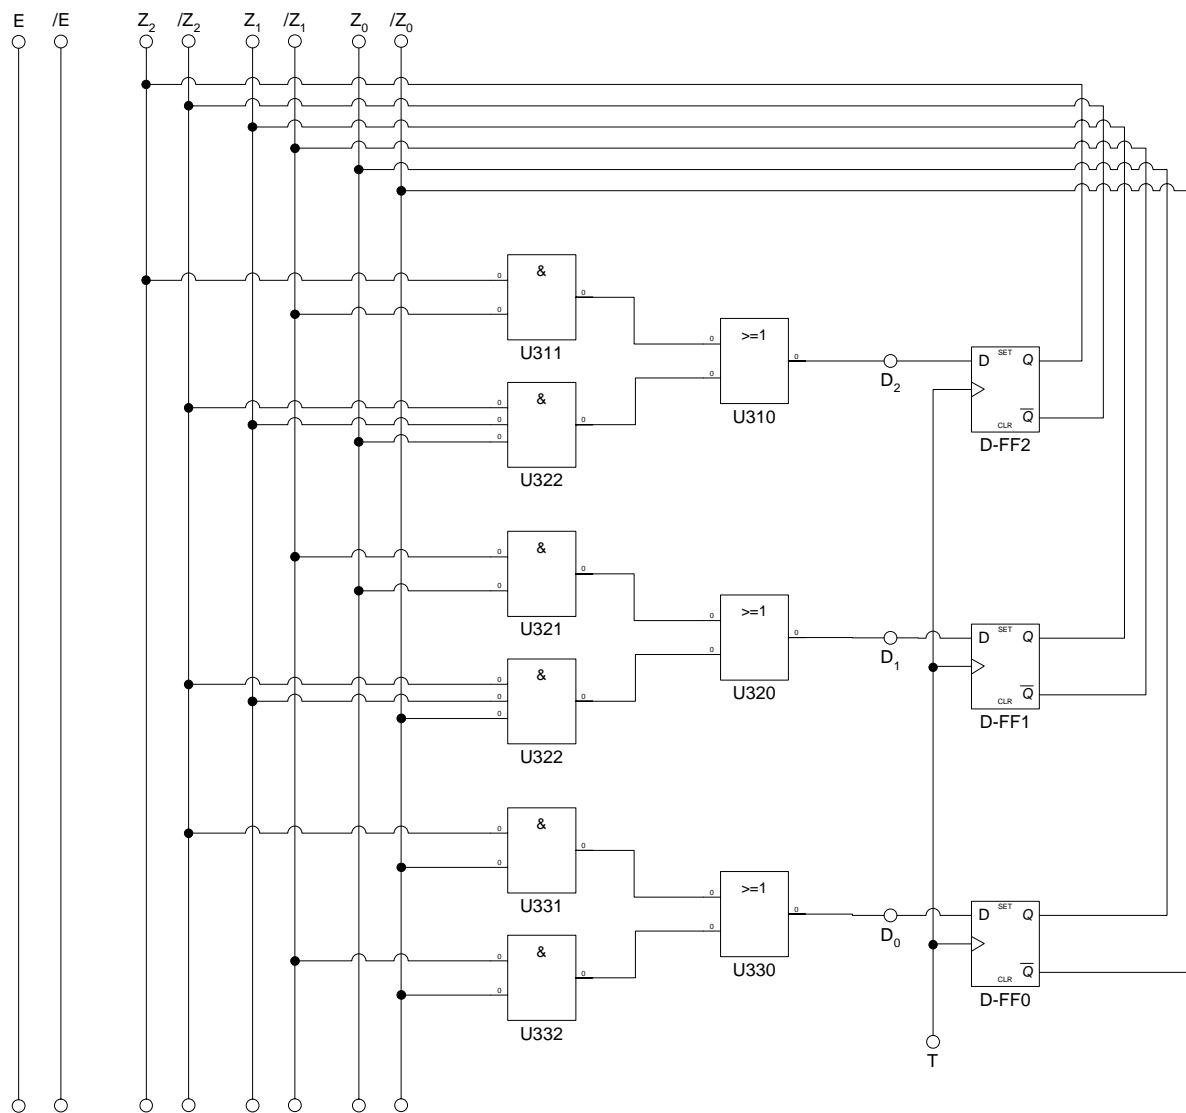 E /E Z₂ /Z₂ Z₁ /Z₁ Z₀ /Z₀
0
&
0
0
U311
>=1
0
0
0
U310
D₂
SET
D Q
Q̅
CLR
D-FF2
&
0
0
0
0
U322
&
0
0
0
U321
>=1
0
0
0
U320
D₁
SET
D Q
Q̅
CLR
D-FF1
&
0
0
0
0
U322
&
0
0
0
U331
>=1
0
0
0
U330
D₀
SET
D Q
Q̅
CLR
D-FF0
&
0
0
0
U332
T